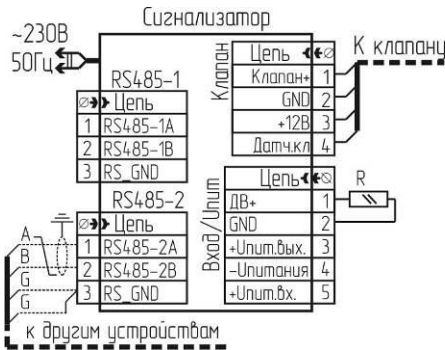 Сигнализатор
~230В
50Гц
RS485-1
Цепь
1 RS485-1A
2 RS485-1B
3 RS_GND
RS485-2
Цепь
1 RS485-2A
2 RS485-2B
3 RS_GND
A
B
G
G
к другим устройствам
Клапан
Цепь
Клапан+ 1
GND 2
+12В 3
Датч.кл 4
К клапану
Вход/Uпит
Цепь
ДВ+ 1
GND 2
+Uпит.вых. 3
-Uпитания 4
+Uпит.вх. 5
R